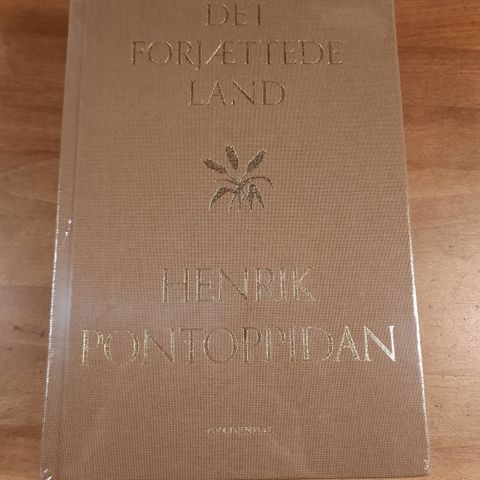 DET
FORJÆTTEDE
LAND
HENRIK
PONTOPPIDAN
GYLDENDAL